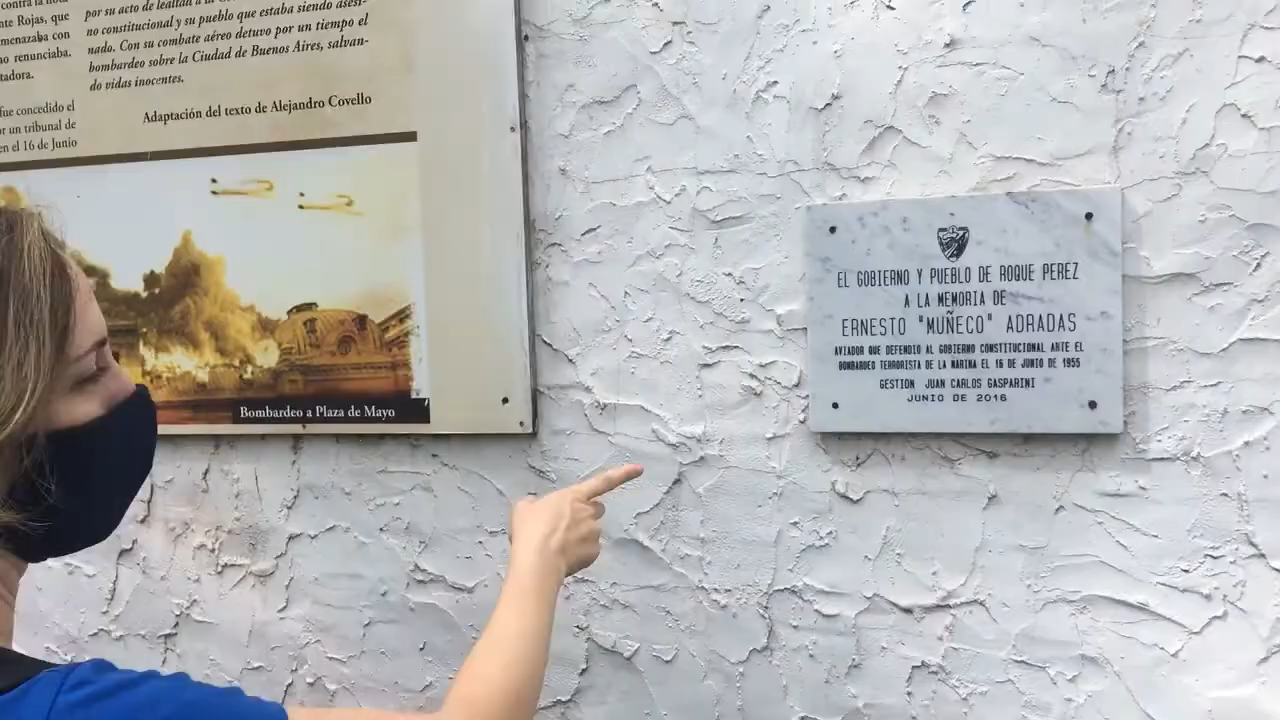 contra la
nte Rojas, que
menazaba con
no renunciaba.
tadora.
fue concedido el
or un tribunal de
en el 16 de Junio
por su acto de lealtad a la
no constitucional y su pueblo que estaba siendo asesi-
nado. Con su combate aéreo detuvo por un tiempo el
bombardeo sobre la Ciudad de Buenos Aires, salvan-
do vidas inocentes.
Adaptación del texto de Alejandro Covello
Bombardeo a Plaza de Mayo
EL GOBIERNO Y PUEBLO DE ROQUE PEREZ
A LA MEMORIA DE
ERNESTO "MUÑECO" ADRADAS
AVIADOR QUE DEFENDIO AL GOBIERNO CONSTITUCIONAL ANTE EL
BOMBARDEO TERRORISTA DE LA MARINA EL 16 DE JUNIO DE 1955
GESTION JUAN CARLOS GASPARINI
JUNIO DE 2016